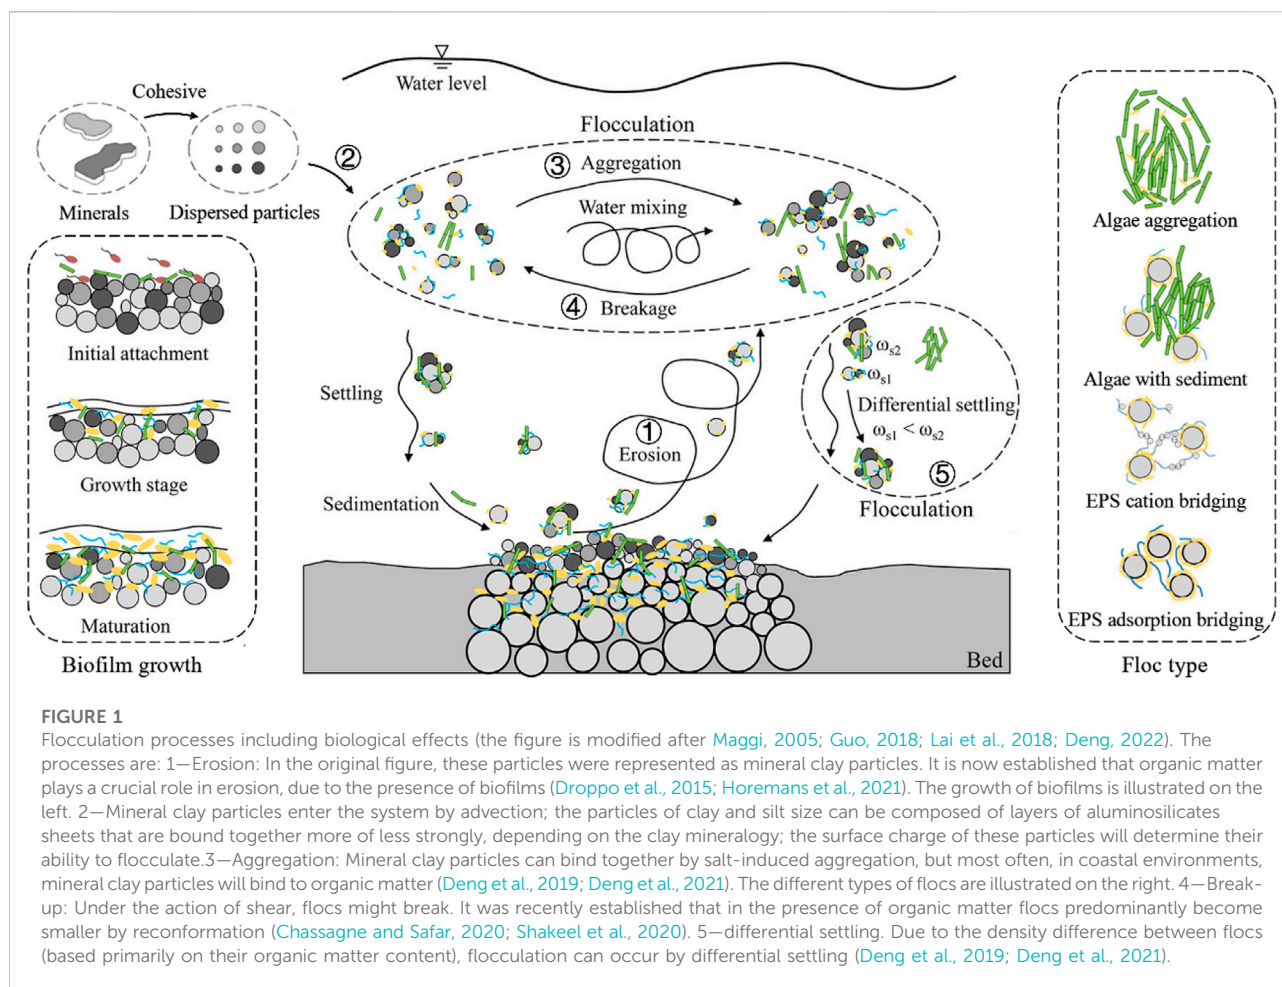 Water level
Cohesive
Minerals
Dispersed particles
②
Flocculation
③ Aggregation
Water mixing
④ Breakage
Initial attachment
Growth stage
Maturation
Biofilm growth
Settling
Sedimentation
①
Erosion
ωs2
ωs1
Differential settling
ωs1 < ωs2
⑤
Flocculation
Bed
Algae aggregation
Algae with sediment
EPS cation bridging
EPS adsorption bridging
Floc type
FIGURE 1
Flocculation processes including biological effects (the figure is modified after Maggi, 2005; Guo, 2018; Lai et al., 2018; Deng, 2022). The
processes are: 1—Erosion: In the original figure, these particles were represented as mineral clay particles. It is now established that organic matter
plays a crucial role in erosion, due to the presence of biofilms (Droppo et al., 2015; Horemans et al., 2021). The growth of biofilms is illustrated on the
left. 2—Mineral clay particles enter the system by advection; the particles of clay and silt size can be composed of layers of aluminosilicates
sheets that are bound together more of less strongly, depending on the clay mineralogy; the surface charge of these particles will determine their
ability to flocculate.3—Aggregation: Mineral clay particles can bind together by salt-induced aggregation, but most often, in coastal environments,
mineral clay particles will bind to organic matter (Deng et al., 2019; Deng et al., 2021). The different types of flocs are illustrated on the right. 4—Break-
up: Under the action of shear, flocs might break. It was recently established that in the presence of organic matter flocs predominantly become
smaller by reconformation (Chassagne and Safar, 2020; Shakeel et al., 2020). 5—differential settling. Due to the density difference between flocs
(based primarily on their organic matter content), flocculation can occur by differential settling (Deng et al., 2019; Deng et al., 2021).